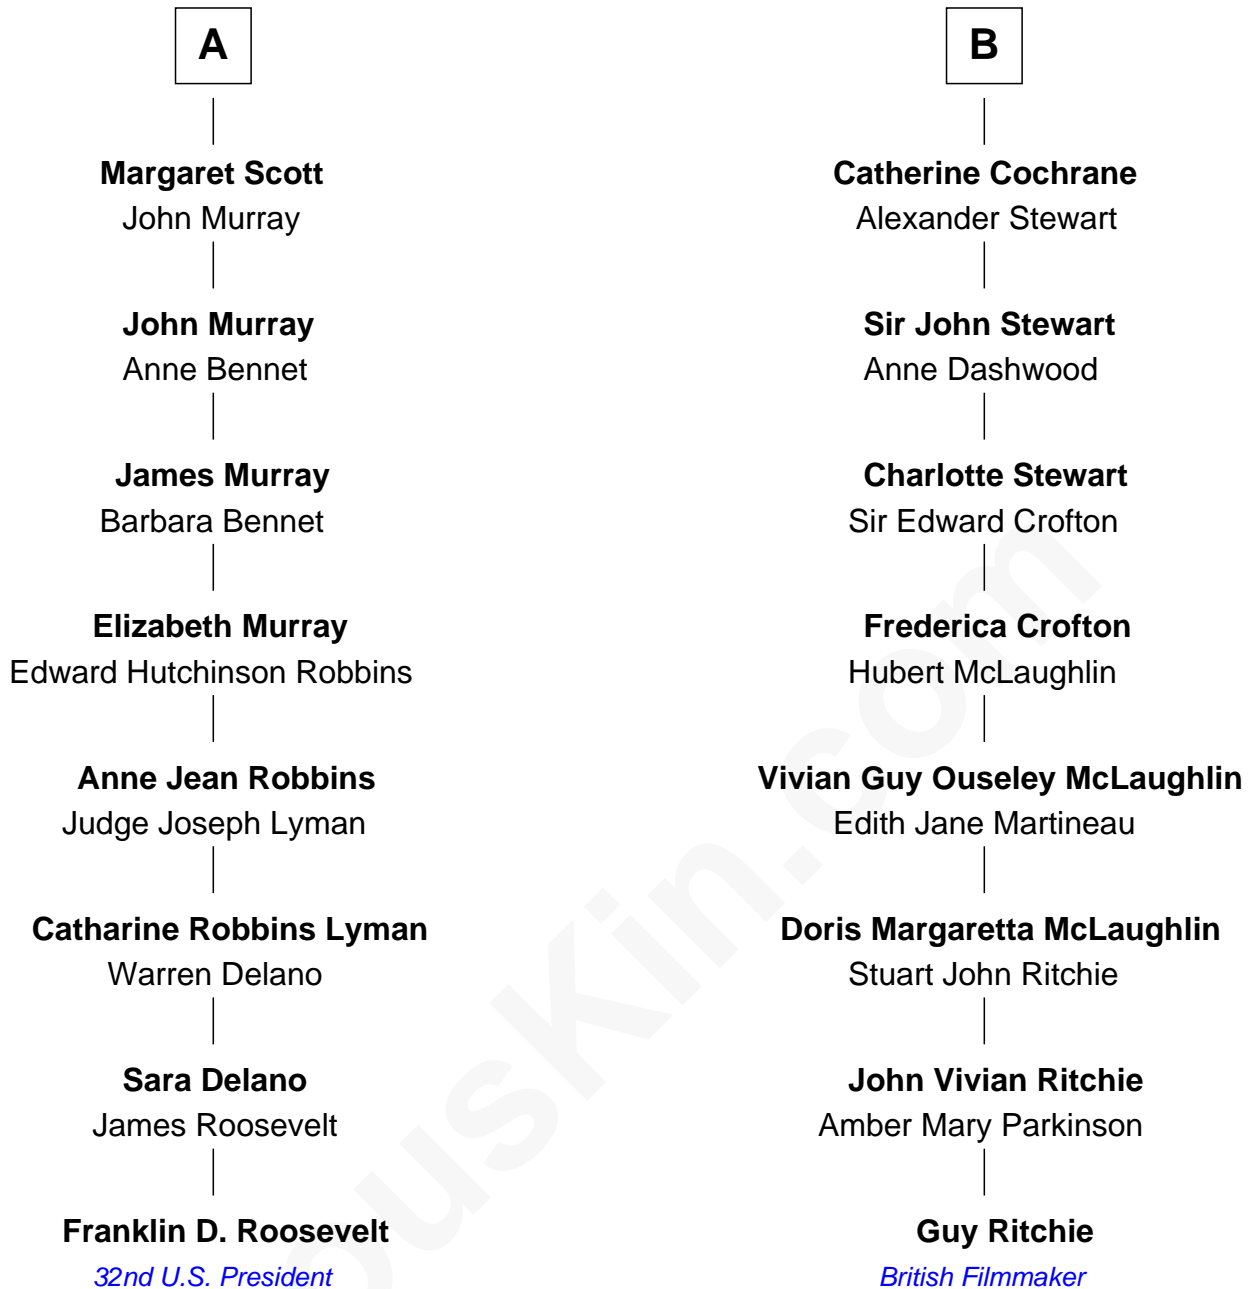 A
Margaret Scott
John Murray
John Murray
Anne Bennet
James Murray
Barbara Bennet
Elizabeth Murray
Edward Hutchinson Robbins
Anne Jean Robbins
Judge Joseph Lyman
Catharine Robbins Lyman
Warren Delano
Sara Delano
James Roosevelt
Franklin D. Roosevelt
32nd U.S. President
B
Catherine Cochrane
Alexander Stewart
Sir John Stewart
Anne Dashwood
Charlotte Stewart
Sir Edward Crofton
Frederica Crofton
Hubert McLaughlin
Vivian Guy Ouseley McLaughlin
Edith Jane Martineau
Doris Margaretta McLaughlin
Stuart John Ritchie
John Vivian Ritchie
Amber Mary Parkinson
Guy Ritchie
British Filmmaker
ousKin.com